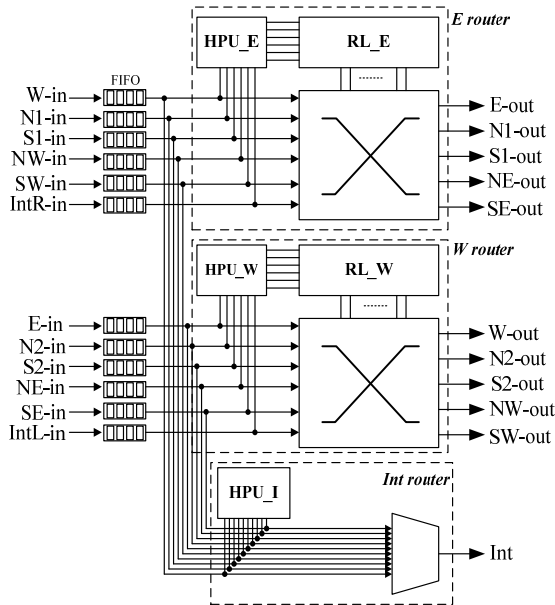 E router
HPU_E
RL_E
FIFO
W-in
N1-in
S1-in
NW-in
SW-in
IntR-in
E-out
N1-out
S1-out
NE-out
SE-out
W router
HPU_W
RL_W
E-in
N2-in
S2-in
NE-in
SE-in
IntL-in
W-out
N2-out
S2-out
NW-out
SW-out
Int router
HPU_I
Int